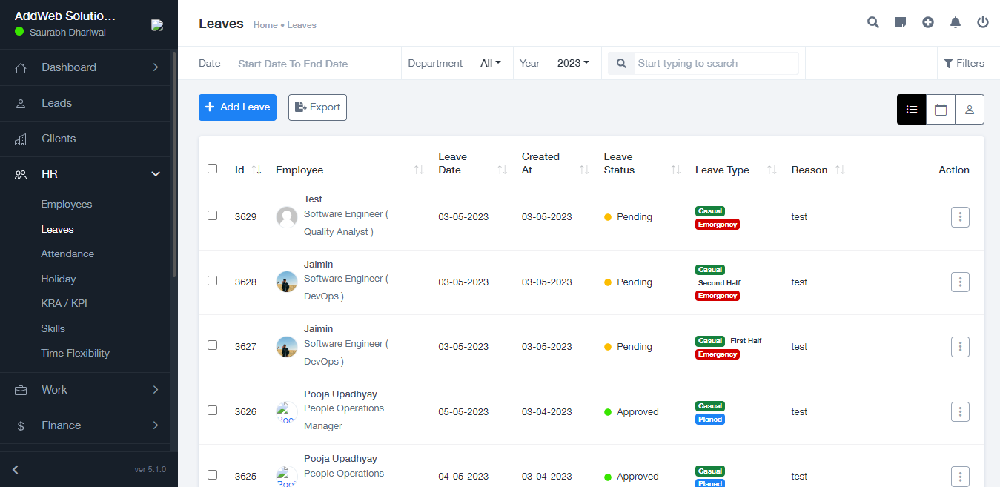 AddWeb Solutio...
Saurabh Dhariwal
Dashboard
Leads
Clients
HR
Employees
Leaves
Attendance
Holiday
KRA / KPI
Skills
Time Flexibility
Work
$ Finance
ver 5.1.0
Leaves Home • Leaves
Date Start Date To End Date Department All Year 2023 Start typing to search Filters
+ Add Leave Export
Id Employee Leave Date Created At Leave Status Leave Type Reason Action
3629 Test
Software Engineer (
Quality Analyst )
03-05-2023 03-05-2023 Pending Casual
Emergency
test
3628 Jaimin
Software Engineer (
DevOps )
03-05-2023 03-05-2023 Pending Casual
Second Half
Emergency
test
3627 Jaimin
Software Engineer (
DevOps )
03-05-2023 03-05-2023 Pending Casual First Half
Emergency
test
3626 Pooja Upadhyay
People Operations
Manager
05-05-2023 03-04-2023 Approved Casual
Planed
test
3625 Pooja Upadhyay
People Operations
04-05-2023 03-04-2023 Approved Casual
Planed
test